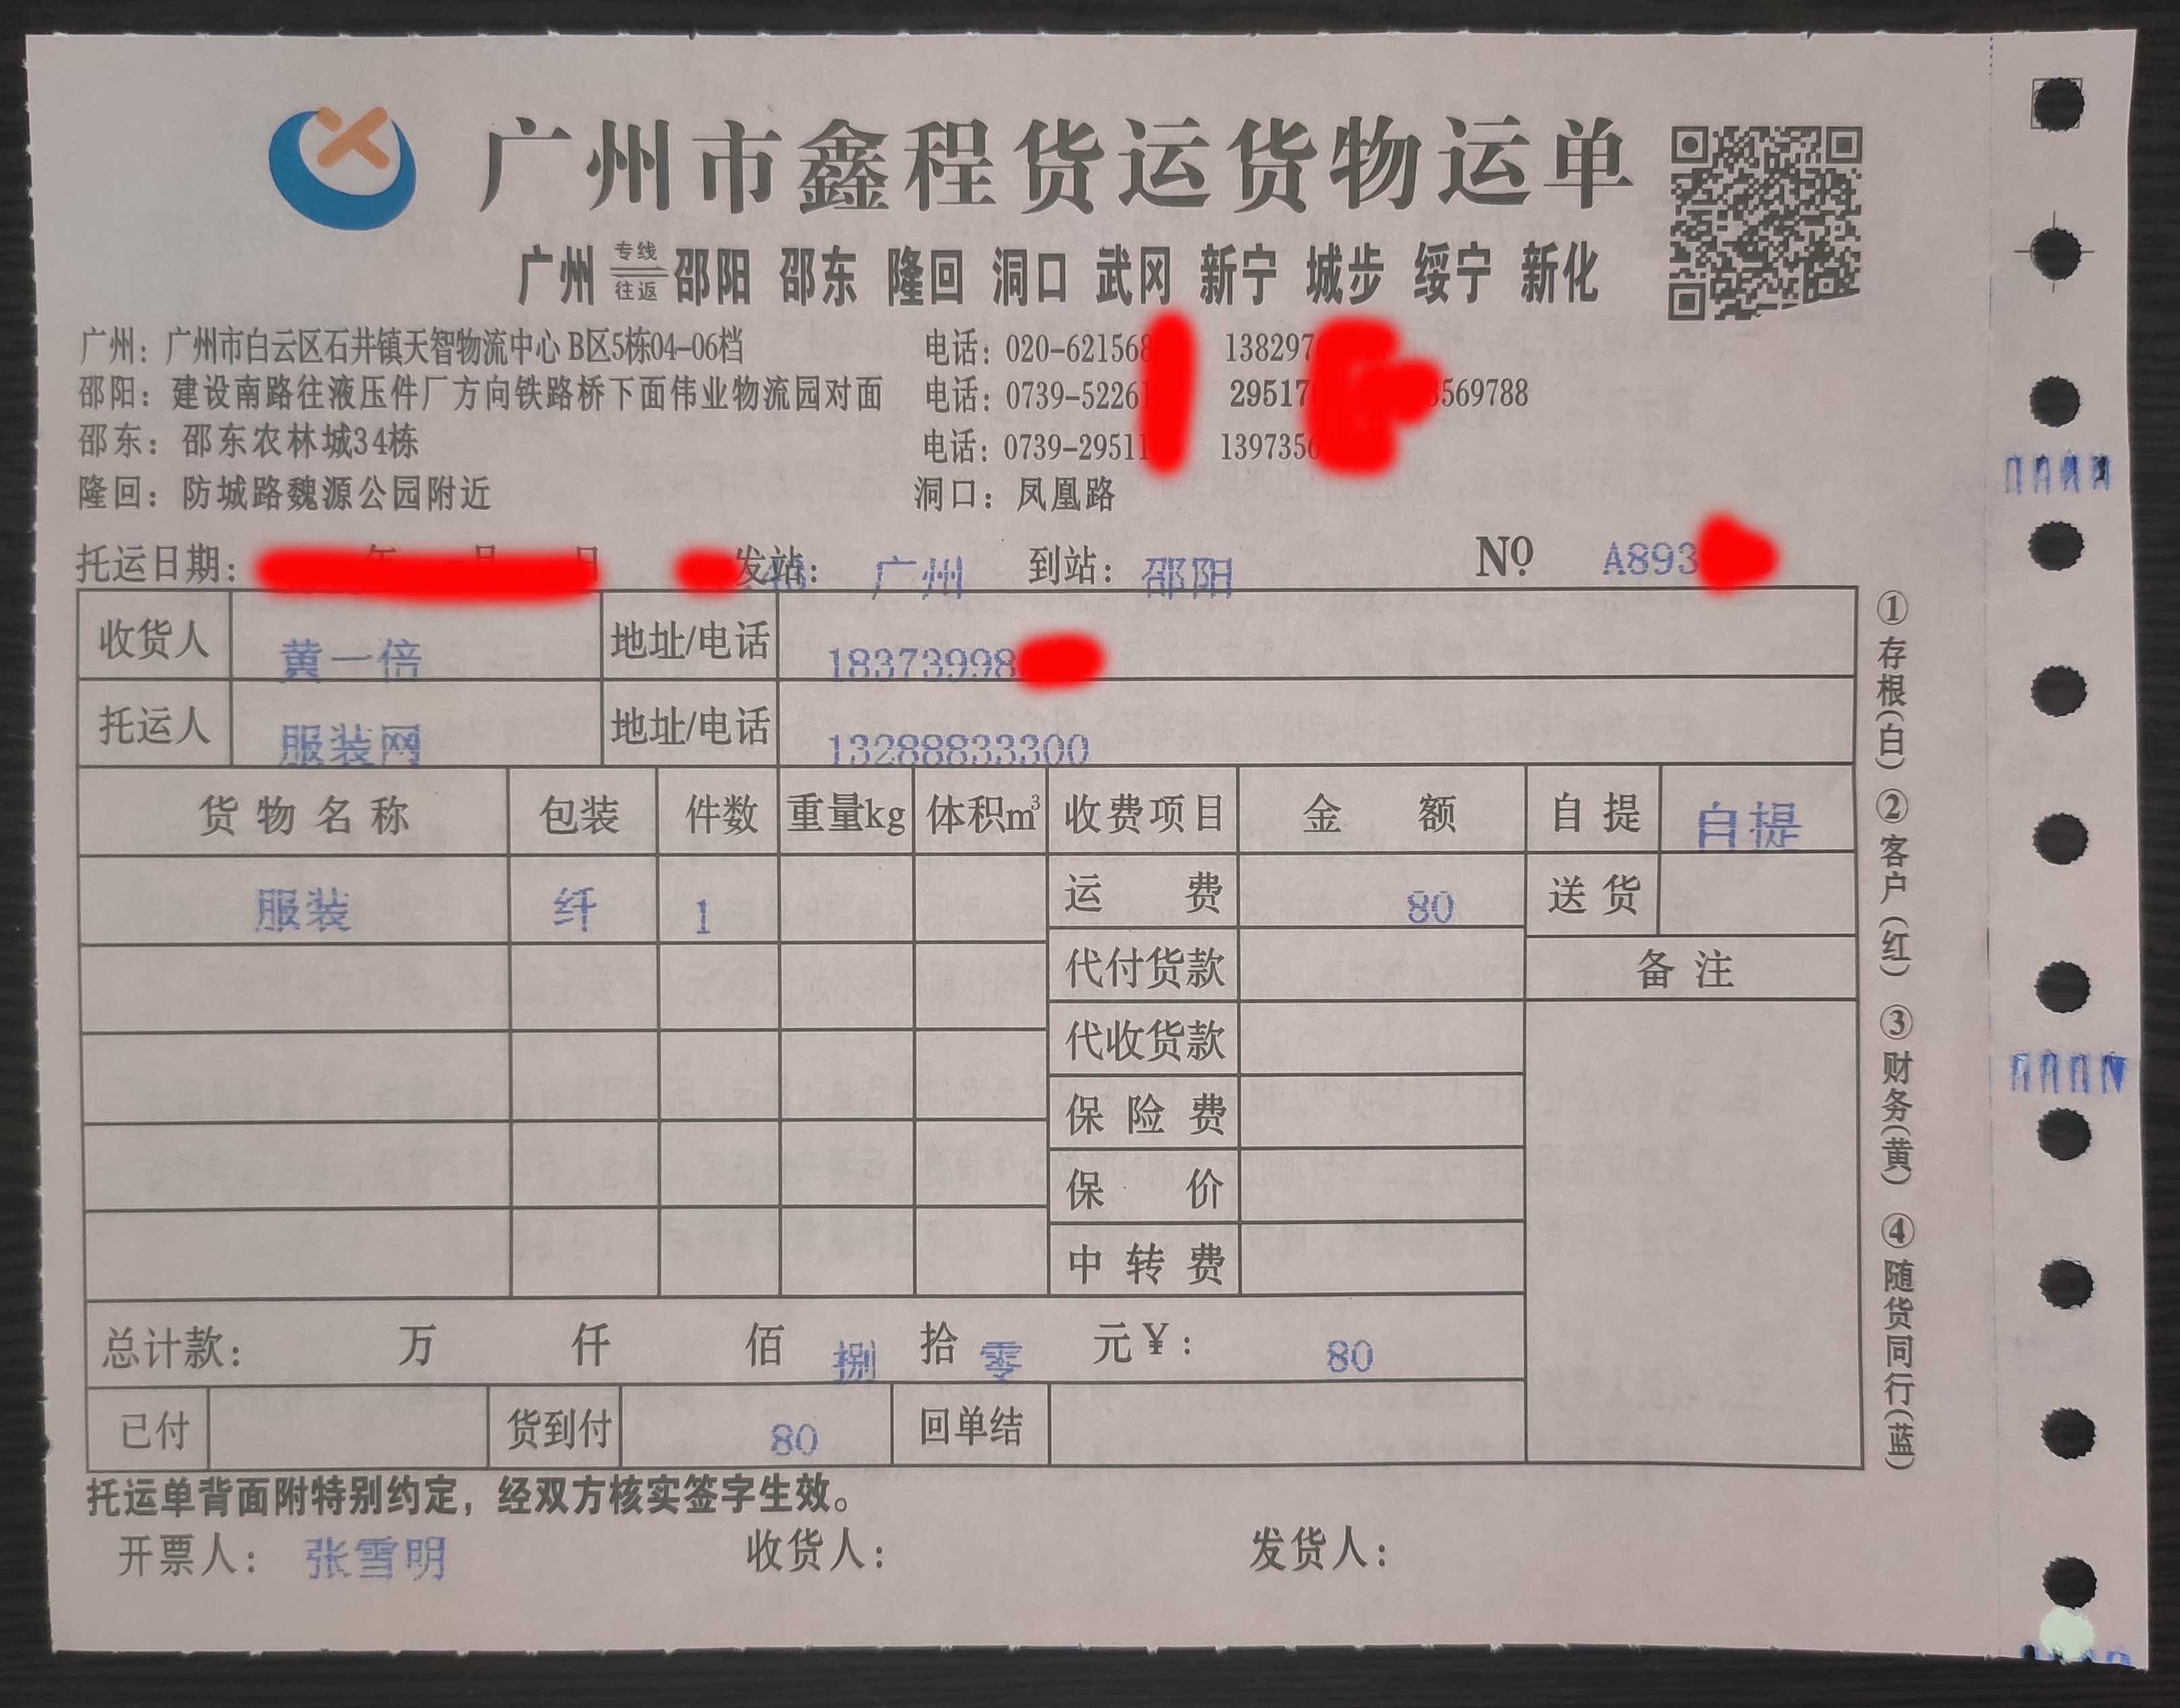 广州市鑫程货运货物运单
广州 专线往返 邵阳 邵东 隆回 洞口 武冈 新宁 城步 绥宁 新化
广州：广州市白云区石井镇天智物流中心 B区5栋04-06档 电话：020-62156 13829
邵阳：建设南路往液压件厂方向铁路桥下面伟业物流园对面 电话：0739-5226 2951 569788
邵东：邵东农林城34栋 电话：0739-2951 139735
隆回：防城路魏源公园附近 洞口：凤凰路
托运日期： 发站： 广州 到站： 邵阳 No A893
收货人 黄一倍 地址/电话 18373998
托运人 服装网 地址/电话 13288833300
货物名称 包装 件数 重量kg 体积m³ 收费项目 金额 自提 自提
服装 纤 1 运费 80 送货
代付货款 备注
代收货款
保险费
保价
中转费
总计款： 万 仟 佰 捌 拾 零 元¥： 80
已付 货到付 80 回单结
托运单背面附特别约定，经双方核实签字生效。
开票人： 张雪明 收货人： 发货人：
①存根(白) ②客户(红) ③财务(黄) ④随货同行(蓝)